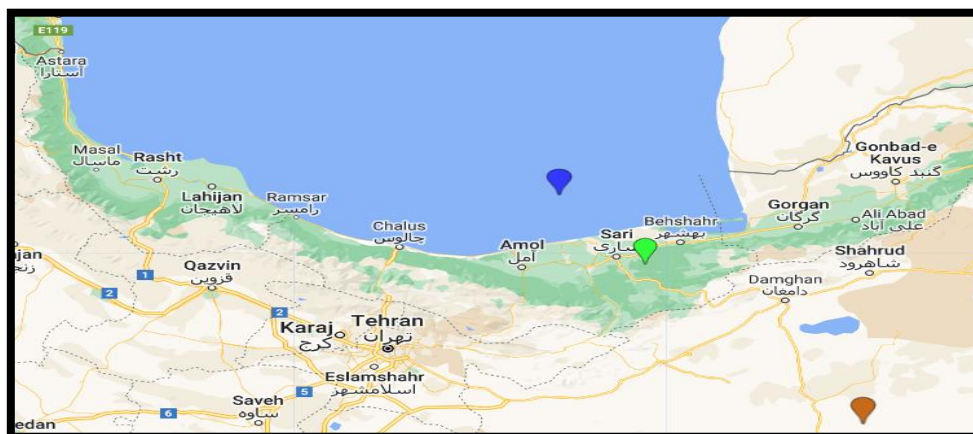 E119
Astara
آستارا
Masal
ماسال
Rasht
رشت
Lahijan
لاهیجان
Ramsar
رامسر
Chalus
چالوس
Amol
آمل
Sari
ساری
Behshahr
بهشهر
Gorgan
گرگان
Gonbad-e
Kavus
گنبد کاووس
Ali Abad
علی آباد
Shahrud
شاهرود
Damghan
دامغان
Qazvin
قزوین
1
2
2
Karaj
کرج
Tehran
تهران
Eslamshahr
اسلامشهر
5
Saveh
ساوه
6